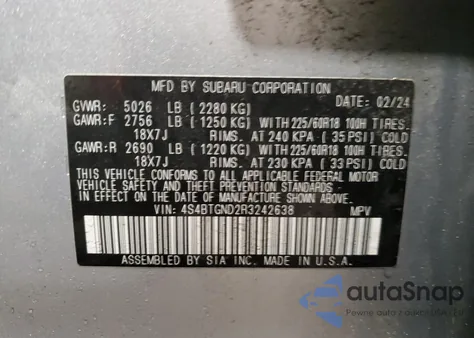 MFD BY SUBARU CORPORATION
GVWR: 5026 LB (2280 KG) DATE: 02/24
GAWR:F 2756 LB (1250 KG) WITH 225/60R18 100H TIRES
18X7J RIMS, AT 240 KPA (35 PSI) COLD
GAWR:R 2690 LB (1220 KG) WITH 225/60R18 100H TIRES
18X7J RIMS, AT 230 KPA (33 PSI) COLD
THIS VEHICLE CONFORMS TO ALL APPLICABLE FEDERAL MOTOR
VEHICLE SAFETY AND BUMPER STANDARDS IN EFFECT
ON THE DATE OF MANUFACTURE SHOWN ABOVE.
VIN: 4S4BTGND2R3242638 MPV
ASSEMBLED BY SIA INC. MADE IN U.S.A.
autoSnap
Pewne auto z